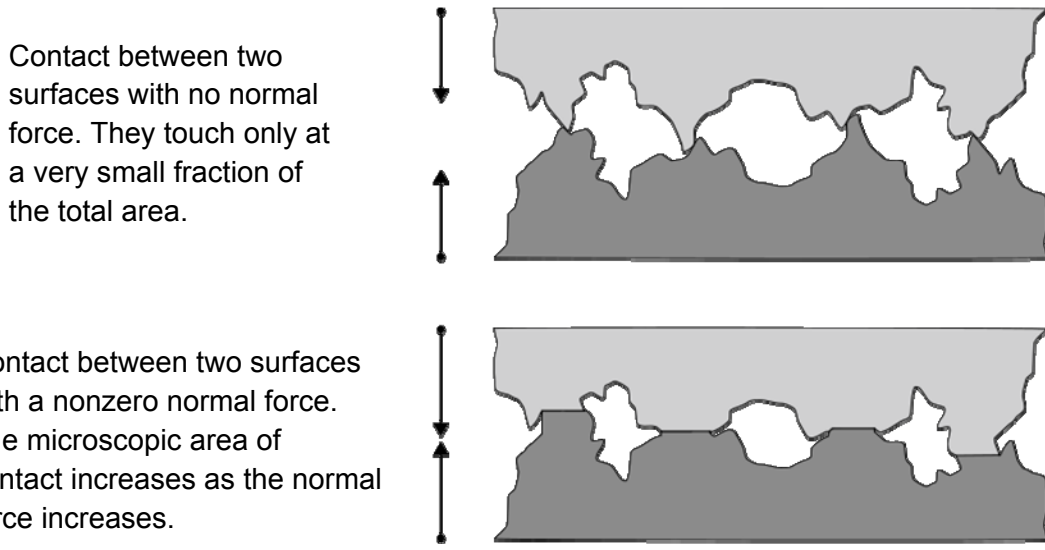 Contact between two
surfaces with no normal
force. They touch only at
a very small fraction of
the total area.
ontact between two surfaces
th a nonzero normal force.
e microscopic area of
ntact increases as the normal
rce increases.